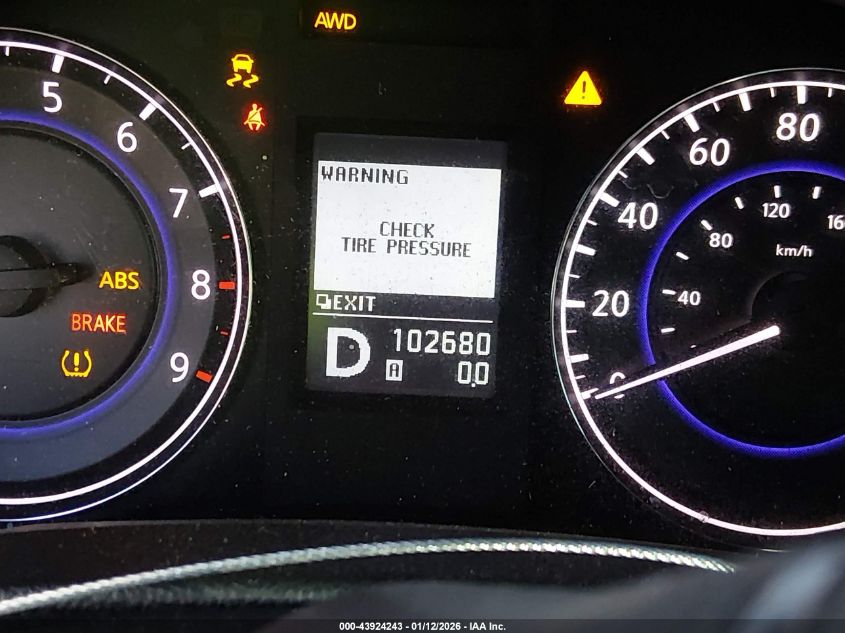 AWD
5
6
7
8
9
ABS
BRAKE
WARNING
CHECK
TIRE PRESSURE
EXIT
D
102680
A
0.0
0
20
40
60
80
40
80
120
km/h
000-43924243 - 01/12/2026 - IAA Inc.